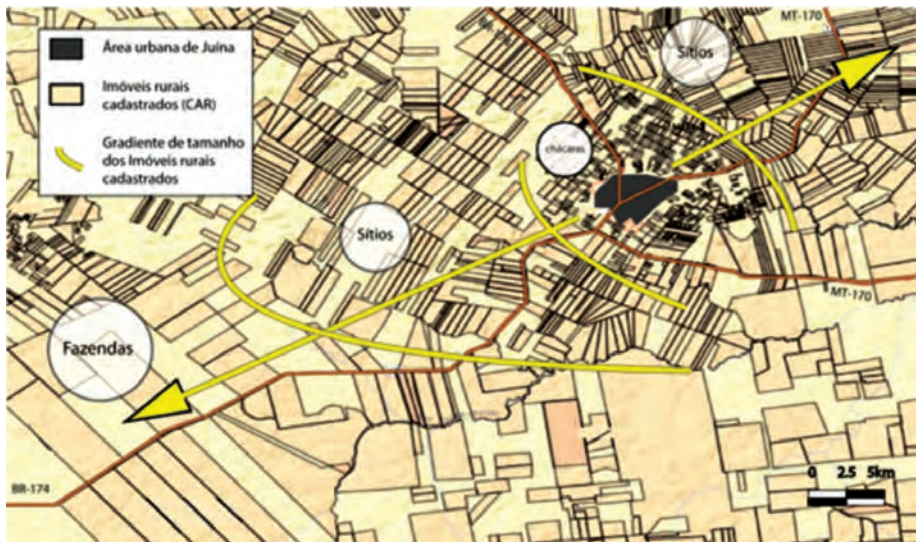 Área urbana de Juína
Imóveis rurais
cadastrados (CAR)
Gradiente de tamanho
dos Imóveis rurais
cadastrados
MT-170
Sítios
chácaras
Sítios
Fazendas
MT-170
BR-174
0 2.5 5km